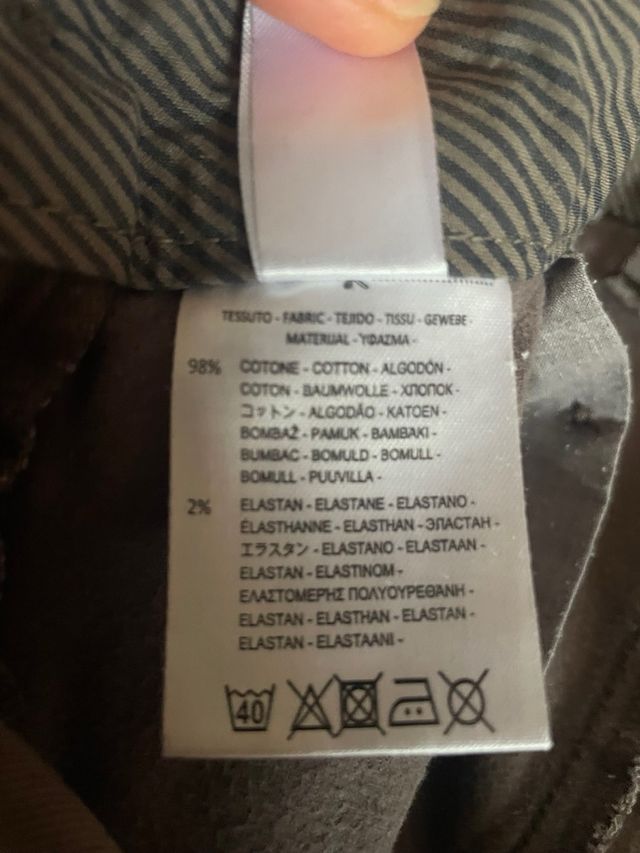 TESSUTO - FABRIC - TEJIDO - TISSU - GEWEBE -
MATERIJAL - ΥΦΑΣΜΑ -
98% COTONE - COTTON - ALGODÓN -
COTON - BAUMWOLLE - ХЛОПОК -
コットン - ALGODÃO - KATOEN -
BOMBAŽ - PAMUK - ΒΑΜΒΑΚΙ -
BUMBAC - BOMULD - BOMULL -
BOMULL - PUUVILLA -
2% ELASTAN - ELASTANE - ELASTANO -
ÉLASTHANNE - ELASTHAN - ЭЛАСТАН -
エラスタン - ELASTANO - ELASTAAN -
ELASTAN - ELASTINOM -
ΕΛΑΣΤΟΜΕΡΗΣ ΠΟΛΥΟΥΡΕΘΑΝΗ -
ELASTAN - ELASTHAN - ELASTAN -
ELASTAN - ELASTAANI -
40